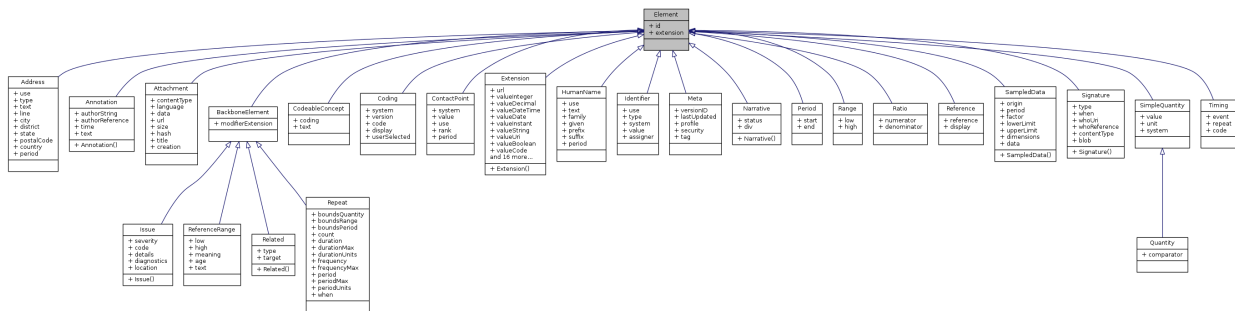 Element
+ id
+ extension
Address
+ use
+ type
+ text
+ line
+ city
+ district
+ state
+ postalCode
+ country
+ period
Annotation
+ authorString
+ authorReference
+ time
+ text
+ Annotation()
Attachment
+ contentType
+ language
+ data
+ url
+ size
+ hash
+ title
+ creation
BackboneElement
+ modifierExtension
CodeableConcept
+ coding
+ text
Coding
+ system
+ version
+ code
+ display
+ userSelected
ContactPoint
+ system
+ value
+ use
+ rank
+ period
Extension
+ url
+ valueInteger
+ valueDecimal
+ valueDateTime
+ valueDate
+ valueInstant
+ valueString
+ valueUri
+ valueBoolean
+ valueCode
and 16 more...
+ Extension()
HumanName
+ use
+ text
+ family
+ given
+ prefix
+ suffix
+ period
Identifier
+ use
+ type
+ system
+ value
+ assigner
Meta
+ versionID
+ lastUpdated
+ profile
+ security
+ tag
Narrative
+ status
+ div
+ Narrative()
Period
+ start
+ end
Range
+ low
+ high
Ratio
+ numerator
+ denominator
Reference
+ reference
+ display
SampledData
+ origin
+ period
+ factor
+ lowerLimit
+ upperLimit
+ dimensions
+ data
+ SampledData()
Signature
+ type
+ when
+ whoUri
+ whoReference
+ contentType
+ blob
+ Signature()
SimpleQuantity
+ value
+ unit
+ system
Timing
+ event
+ repeat
+ code
Issue
+ severity
+ code
+ details
+ diagnostics
+ location
+ Issue()
ReferenceRange
+ low
+ high
+ meaning
+ age
+ text
Related
+ type
+ target
+ Related()
Repeat
+ boundsQuantity
+ boundsRange
+ boundsPeriod
+ count
+ duration
+ durationMax
+ durationUnits
+ frequency
+ frequencyMax
+ period
+ periodMax
+ periodUnits
+ when
Quantity
+ comparator